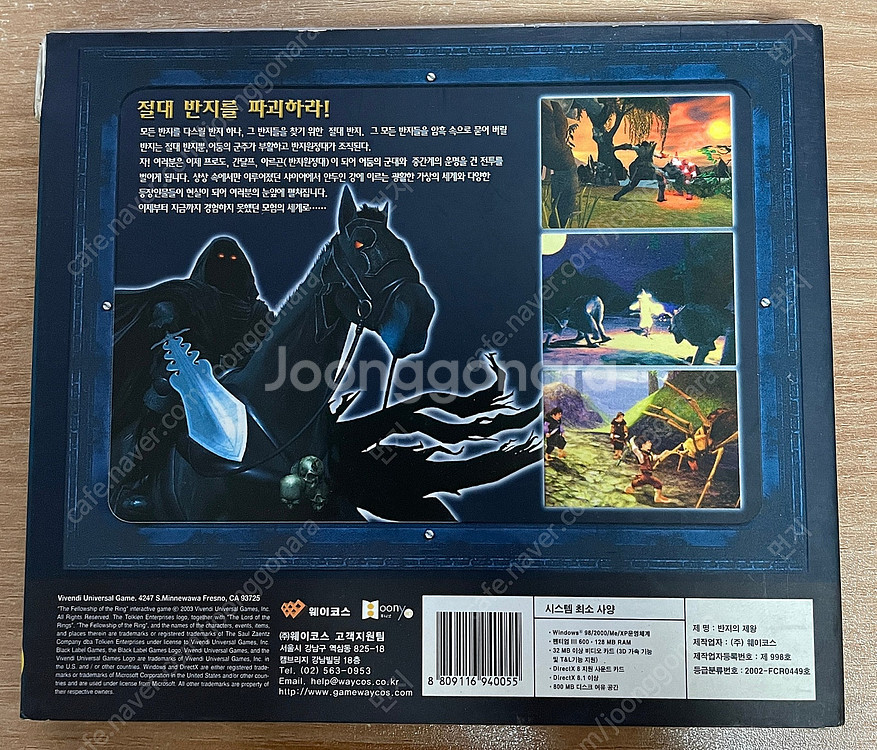 절대 반지를 파괴하라!
모든 반지를 다스릴 반지 하나, 그 반지들을 찾기 위한 절대 반지. 그 모든 반지들을 암흑 속으로 묻어 버릴
반지는 절대 반지뿐,어둠의 군주가 부활하고 반지원정대가 조직된다.
자! 여러분은 이제 프로도, 간달프, 아르곤(반지원정대)이 되어 어둠의 군대와 중간계의 운명을 건 전투를
벌이게 됩니다. 상상 속에서만 이루어졌던 샤이어에서 안두인 강에 이르는 광활한 가상의 세계와 다양한
등장인물들이 현실이 되어 여러분의 눈앞에 펼쳐집니다.
이제부터 지금까지 경험하지 못했던 모험의 세계로······
Joonggonara
Vivendi Universal Game. 4247 S.Minnewawa Fresno, CA 93725
"The Fellowship of the Ring" interactive game ⓒ 2003 Vivendi Universal Games, Inc.
All Rights Reserved. The Tolkien Enterprises logo, together with "The Lord of the
Rings", "The Fellowship of the Ring", and the names of the characters, events, items,
and places therein are trademarks or registered trademarks of The Saul Zaentz
Company dba Tolkien Enterprises under license to Vivendi Universal Games, Inc.
Black Label Games, the Black Label Games Logo, Vivendi Universal Games, and the
Vivendi Universal Games Logo are trademarks of Vivendi Universal Games, Inc. in
the U.S. and / or other countries. Windows and DirectX are either registered trade-
marks or trademarks of Microsoft Corporation in the United States and/or other coun-
tries and are used under license from Microsoft. All other trademarks are property of
their respective owners.
웨이코스
(주)웨이코스 고객지원팀
서울시 강남구 역삼동 825-18
캠브리지 강남빌딩 18층
Tel. (02) 563-0953
Email. help@waycos.co.kr
http://www.gamewaycos.com
8 809116 940055
시스템 최소 사양
· Windows® 98/2000/Me/XP운영체계
· 펜티엄 III 600 · 128 MB RAM
· 32 MB 이상 비디오 카드 (3D 가속 기능
및 T&L기능 지원)
· DirectX 8 지원 사운드 카드
· DirectX 8.1 이상
· 800 MB 디스크 여유 공간
제 명 : 반지의 제왕
제작업자 : (주) 웨이코스
제작업자등록번호 : 제 998호
등급분류번호 : 2002-FCR0449호